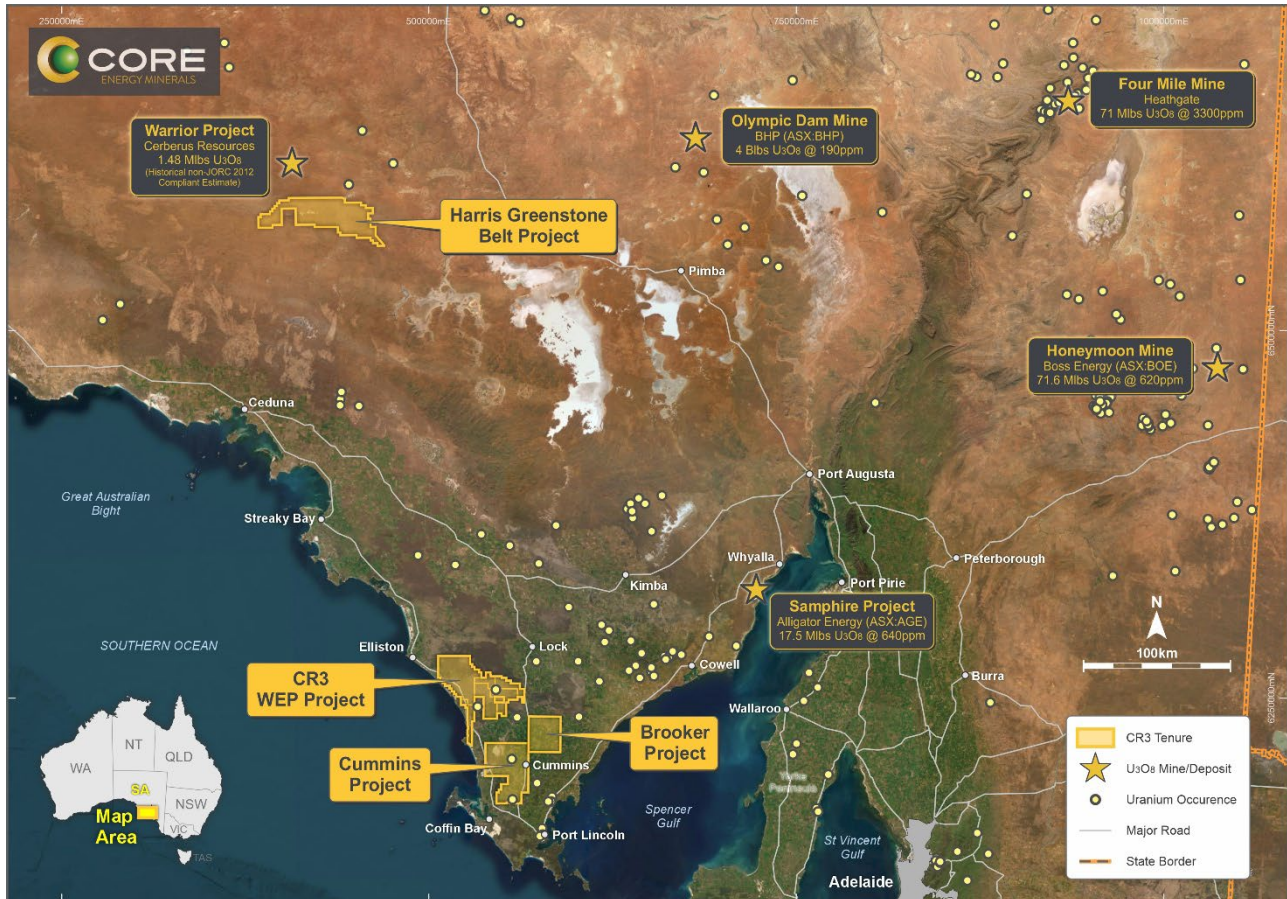 250000mE
500000mE
750000mE
1000000mE
CORE
ENERGY MINERALS
Four Mile Mine
Heathgate
71 Mlbs U3O8 @ 3300ppm
Olympic Dam Mine
BHP (ASX:BHP)
4 Blbs U3O8 @ 190ppm
Warrior Project
Cerberus Resources
1.48 Mlbs U3O8
(Historical non-JORC 2012
Compliant Estimate)
Harris Greenstone
Belt Project
Pimba
6500000mN
Honeymoon Mine
Boss Energy (ASX:BOE)
71.6 Mlbs U3O8 @ 620ppm
Ceduna
Port Augusta
Great Australian
Bight
Streaky Bay
Whyalla
Peterborough
Kimba
Port Pirie
Samphire Project
Alligator Energy (ASX:AGE)
17.5 Mlbs U3O8 @ 640ppm
N
100km
SOUTHERN OCEAN
Elliston
Lock
Cowell
Burra
CR3
WEP Project
Wallaroo
6250000mN
Brooker
Project
Cummins
Project
Cummins
Yorke
Peninsula
Coffin Bay
Port Lincoln
Spencer
Gulf
St Vincent
Gulf
Adelaide
WA
NT
QLD
SA
NSW
VIC
TAS
Map
Area
CR3 Tenure
U3O8 Mine/Deposit
Uranium Occurence
Major Road
State Border